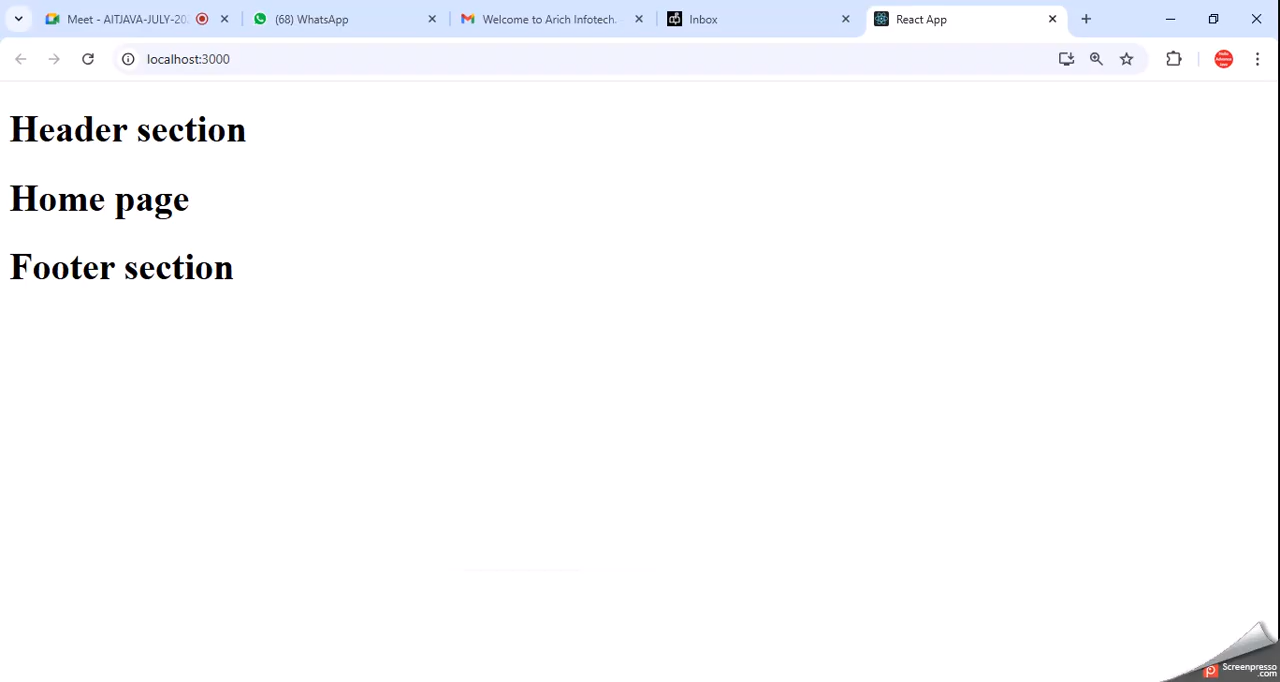 Meet - AITJAVA-JULY-20
(68) WhatsApp
Welcome to Arich Infotech.
Inbox
React App
localhost:3000
Header section
Home page
Footer section
Screenpresso
.com